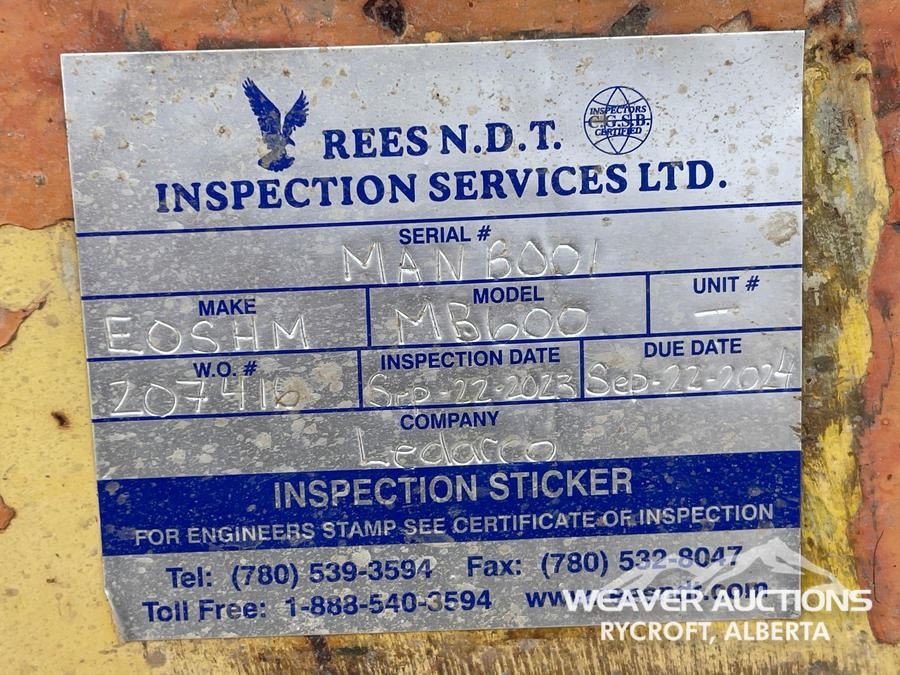 INSPECTORS
C.G.S.B.
CERTIFIED
REES N.D.T.
INSPECTION SERVICES LTD.
SERIAL #
MANB001
MAKE MODEL UNIT #
EOSHM MB600 -
W.O. # INSPECTION DATE DUE DATE
207416 Sep-22-2023 Sep-22-2024
COMPANY
Ledarco
INSPECTION STICKER
FOR ENGINEERS STAMP SEE CERTIFICATE OF INSPECTION
Tel: (780) 539-3594 Fax: (780) 532-8047
Toll Free: 1-888-540-3594
WEAVER AUCTIONS
RYCROFT, ALBERTA